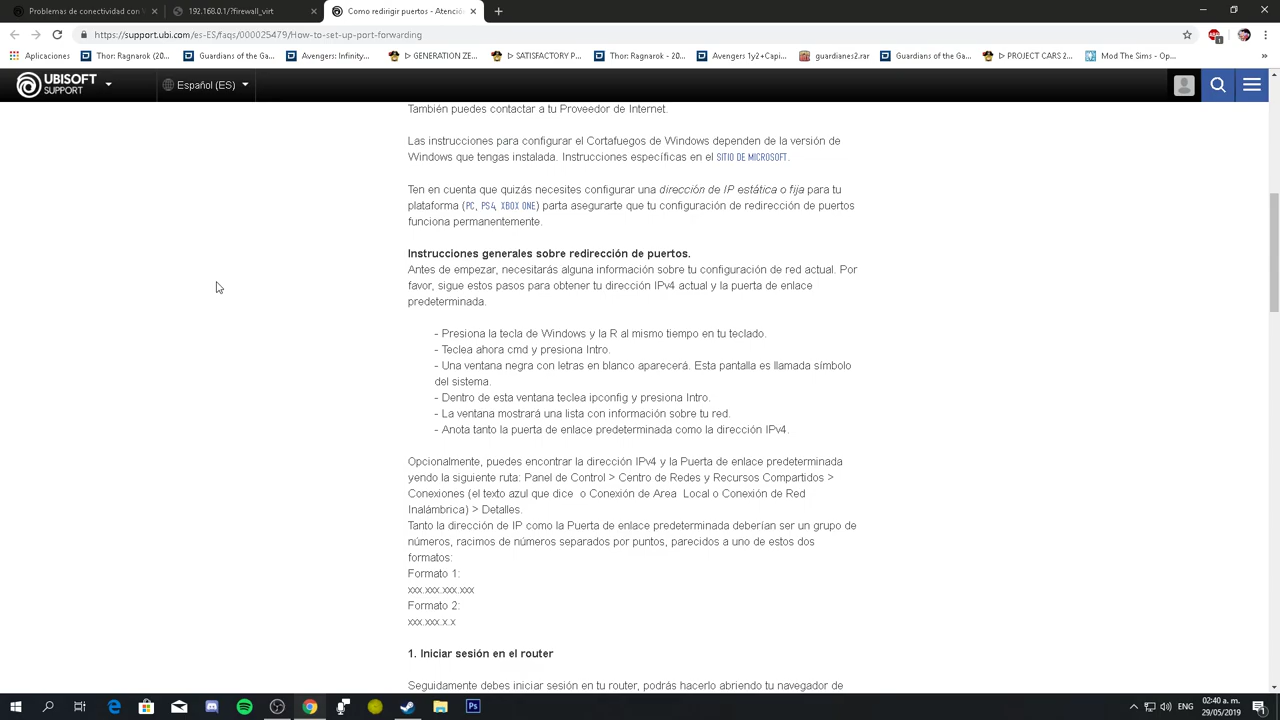 Problemas de conectividad con
192.168.0.1/?firewall_virt
Como redirigir puertos - Atenció
https://support.ubi.com/es-ES/faqs/000025479/How-to-set-up-port-forwarding
1
Aplicaciones
Thor: Ragnarok (20...
Guardians of the Ga...
Avengers: Infinity...
▷ GENERATION ZE...
▷ SATISFACTORY P...
Thor: Ragnarok - 20...
Avengers 1y2+Capi...
guardianes2.rar
Guardians of the Ga...
▷ PROJECT CARS 2...
Mod The Sims - Op...
UBISOFT
SUPPORT
Español (ES)
También puedes contactar a tu Proveedor de Internet.
Las instrucciones para configurar el Cortafuegos de Windows dependen de la versión de
Windows que tengas instalada. Instrucciones específicas en el SITIO DE MICROSOFT.
Ten en cuenta que quizás necesites configurar una dirección de IP estática o fija para tu
plataforma (PC, PS4, XBOX ONE) parta asegurarte que tu configuración de redirección de puertos
funciona permanentemente.
Instrucciones generales sobre redirección de puertos.
Antes de empezar, necesitarás alguna información sobre tu configuración de red actual. Por
favor, sigue estos pasos para obtener tu dirección IPv4 actual y la puerta de enlace
predeterminada.
- Presiona la tecla de Windows y la R al mismo tiempo en tu teclado.
- Teclea ahora cmd y presiona Intro.
- Una ventana negra con letras en blanco aparecerá. Esta pantalla es llamada símbolo
del sistema.
- Dentro de esta ventana teclea ipconfig y presiona Intro.
- La ventana mostrará una lista con información sobre tu red.
- Anota tanto la puerta de enlace predeterminada como la dirección IPv4.
Opcionalmente, puedes encontrar la dirección IPv4 y la Puerta de enlace predeterminada
yendo la siguiente ruta: Panel de Control > Centro de Redes y Recursos Compartidos >
Conexiones (el texto azul que dice o Conexión de Area Local o Conexión de Red
Inalámbrica) > Detalles.
Tanto la dirección de IP como la Puerta de enlace predeterminada deberían ser un grupo de
números, racimos de números separados por puntos, parecidos a uno de estos dos
formatos:
Formato 1:
xxx.xxx.xxx.xxx
Formato 2:
xxx.xxx.x.x
1. Iniciar sesión en el router
Seguidamente debes iniciar sesión en tu router, podrás hacerlo abriendo tu navegador de
ENG
02:40 a. m.
29/05/2019
1